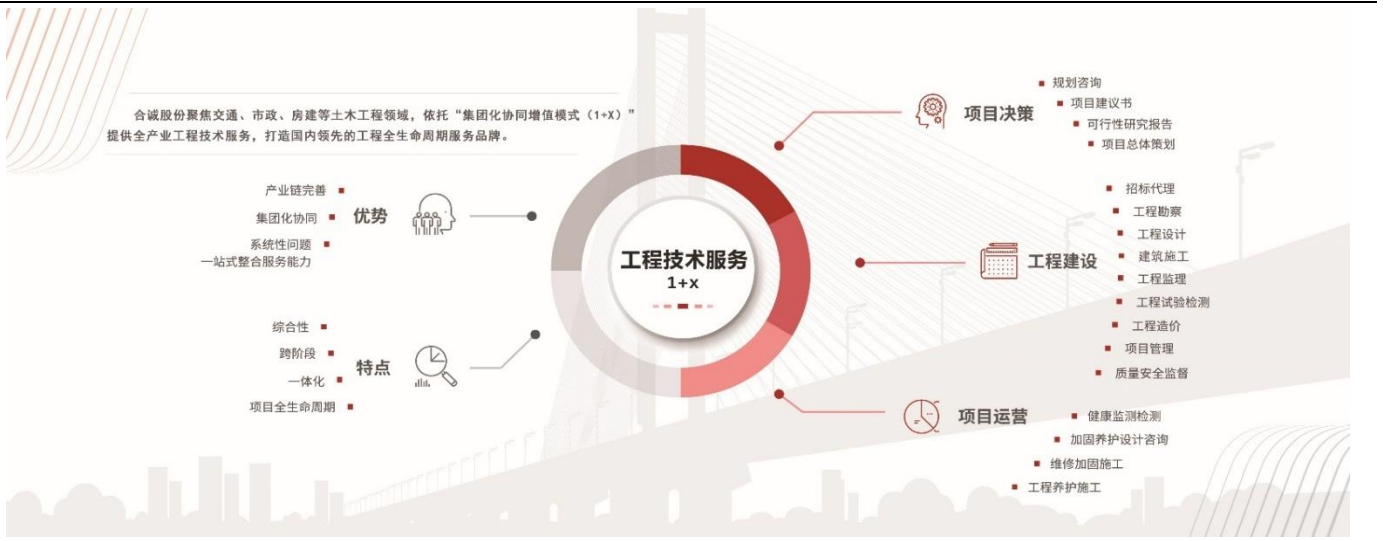 合诚股份聚焦交通、市政、房建等土木工程领域，依托“集团化协同增值模式（1+X）”
提供全产业工程技术服务，打造国内领先的工程全生命周期服务品牌。
产业链完善
集团化协同
系统性问题
一站式整合服务能力
优势
综合性
跨阶段
一体化
项目全生命周期
特点
工程技术服务
1+x
项目决策
规划咨询
项目建议书
可行性研究报告
项目总体策划
工程建设
招标代理
工程勘察
工程设计
建筑施工
工程监理
工程试验检测
工程造价
项目管理
质量安全监督
项目运营
健康监测检测
加固养护设计咨询
维修加固施工
工程养护施工